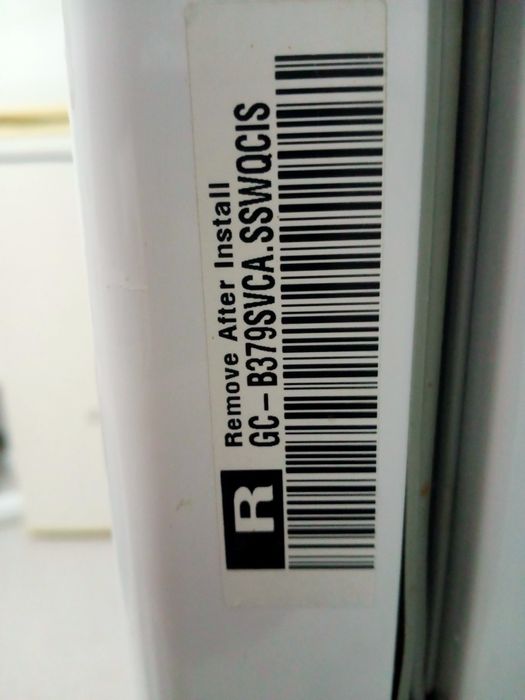 R
Remove After Install
GC-B379SVCA.SSWQCIS